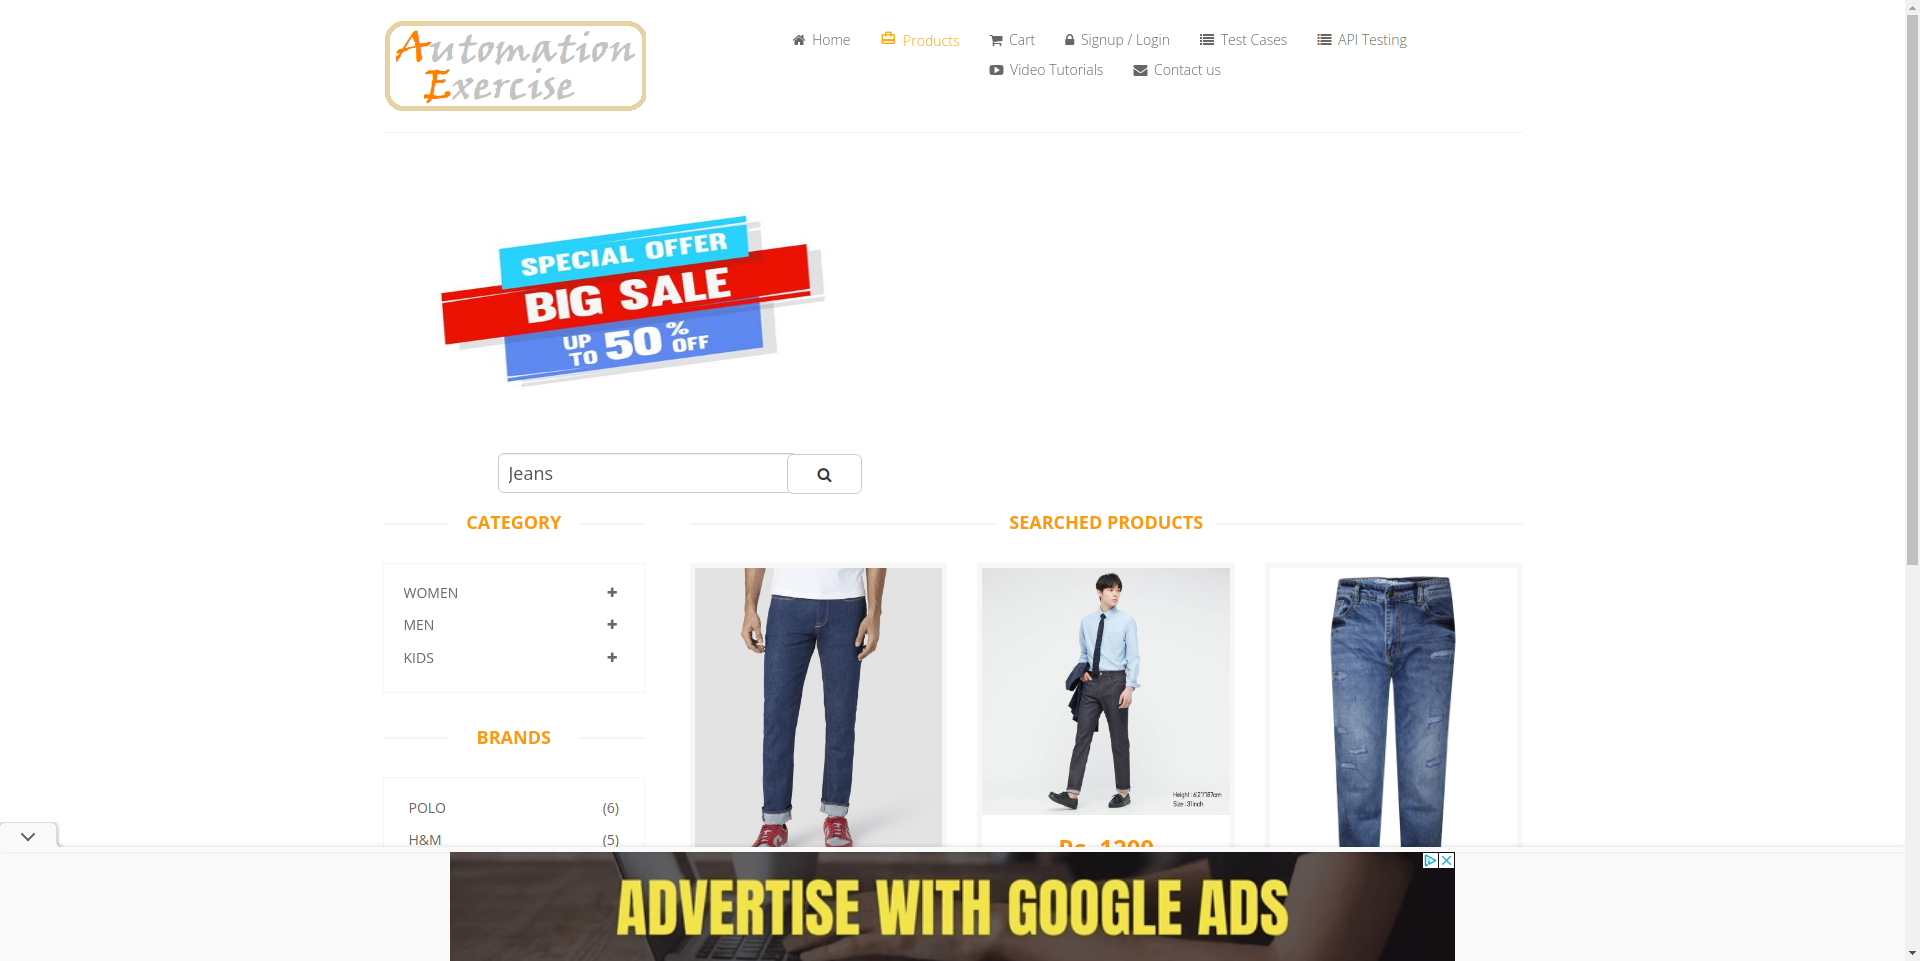 Automation
Exercise
Home
Products
Cart
Signup / Login
Test Cases
API Testing
Video Tutorials
Contact us
SPECIAL OFFER
BIG SALE
UP TO 50% OFF
Jeans
CATEGORY
SEARCHED PRODUCTS
WOMEN
MEN
KIDS
Height : 6'2"/187cm
Size : 31inch
BRANDS
POLO (6)
H&M (5)
Rs. 1200
ADVERTISE WITH GOOGLE ADS